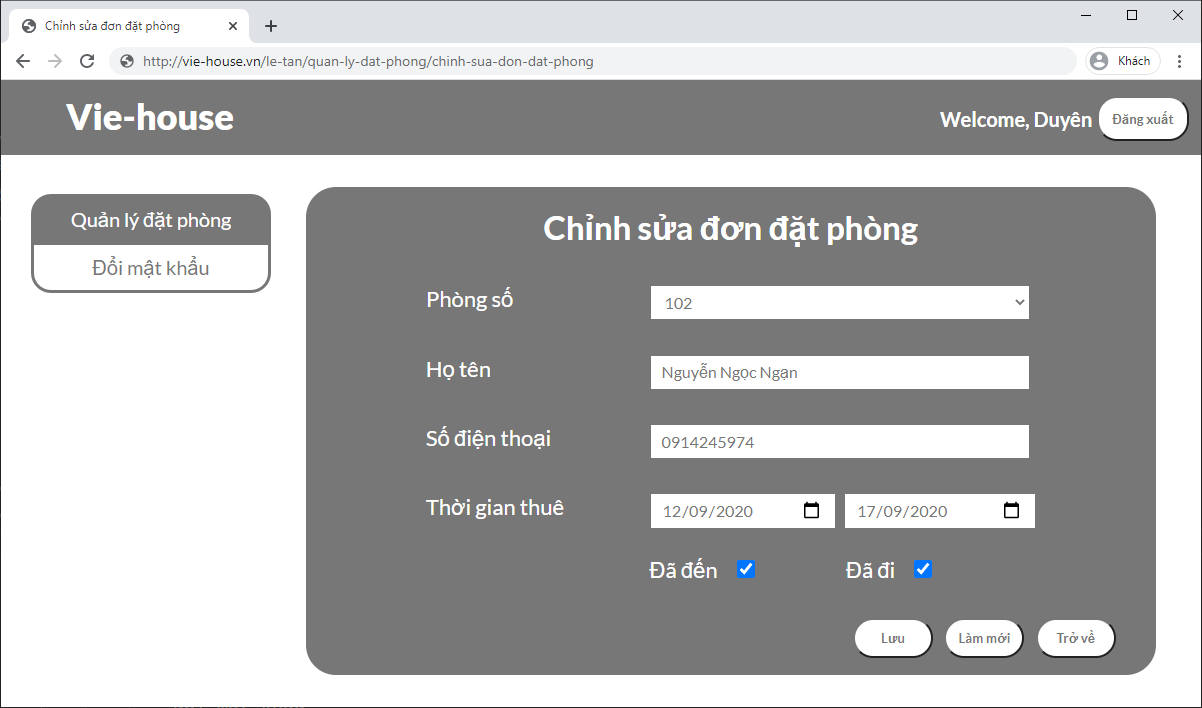 Chỉnh sửa đơn đặt phòng
http://vie-house.vn/le-tan/quan-ly-dat-phong/chinh-sua-don-dat-phong
Khách
Vie-house
Welcome, Duyên
Đăng xuất
Quản lý đặt phòng
Đổi mật khẩu
Chỉnh sửa đơn đặt phòng
Phòng số
102
Họ tên
Nguyễn Ngọc Ngạn
Số điện thoại
0914245974
Thời gian thuê
12/09/2020
17/09/2020
Đã đến
Đã đi
Lưu
Làm mới
Trở về